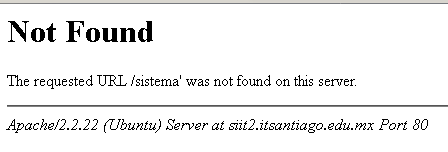 Not Found
The requested URL /sistema' was not found on this server.
Apache/2.2.22 (Ubuntu) Server at siit2.itsantiago.edu.mx Port 80